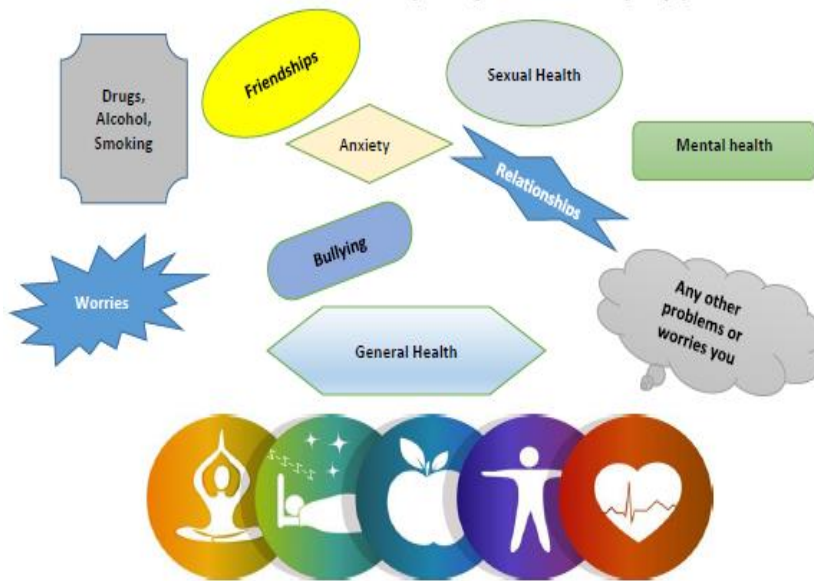 Friendships
Sexual Health
Drugs,
Alcohol,
Smoking
Anxiety
Mental health
Relationships
Bullying
Worries
Any other
problems or
worries you
General Health